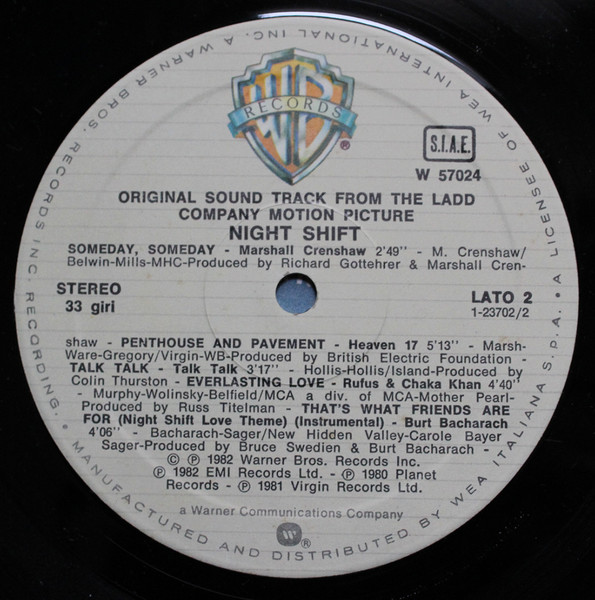 WB
RECORDS
®
S.I.A.E.
W 57024
ORIGINAL SOUND TRACK FROM THE LADD
COMPANY MOTION PICTURE
NIGHT SHIFT
SOMEDAY, SOMEDAY - Marshall Crenshaw 2'49'' - M. Crenshaw/
Belwin-Mills-MHC-Produced by Richard Gottehrer & Marshall Cren-
STEREO
33 giri
LATO 2
1-23702/2
shaw - PENTHOUSE AND PAVEMENT - Heaven 17 5'13'' - Marsh-
Ware-Gregory/Virgin-WB-Produced by British Electric Foundation -
TALK TALK - Talk Talk 3'17'' - Hollis-Hollis/Island-Produced by
Colin Thurston - EVERLASTING LOVE - Rufus & Chaka Khan 4'40''
- Murphy-Wolinsky-Belfield/MCA a div. of MCA-Mother Pearl-
Produced by Russ Titelman - THAT'S WHAT FRIENDS ARE
FOR (Night Shift Love Theme) (Instrumental) - Burt Bacharach
4'06'' - Bacharach-Sager/New Hidden Valley-Carole Bayer
Sager-Produced by Bruce Swedien & Burt Bacharach -
© ℗ 1982 Warner Bros. Records Inc.
℗ 1982 EMI Records Ltd. - ℗ 1980 Planet
Records - ℗ 1981 Virgin Records Ltd.
a Warner Communications Company
W ®
• MANUFACTURED AND DISTRIBUTED BY WEA ITALIANA S.p.A. • A LICENSEE OF WEA INTERNATIONAL INC. A WARNER BROS. RECORDS INC. RECORDING.